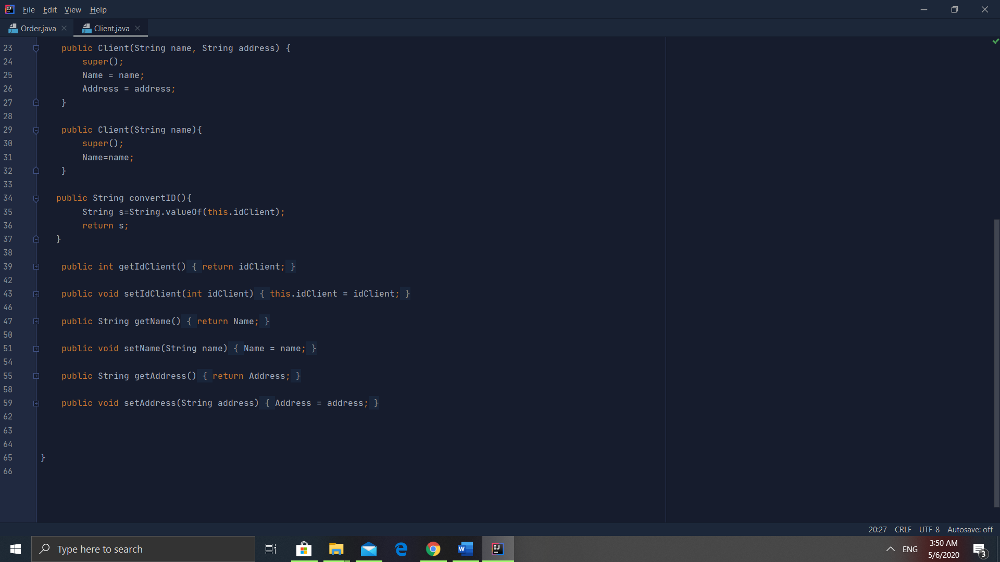 File Edit View Help
Order.java Client.java
23 public Client(String name, String address) {
24 super();
25 Name = name;
26 Address = address;
27 }
28
29 public Client(String name){
30 super();
31 Name=name;
32 }
33
34 public String convertID(){
35 String s=String.valueOf(this.idClient);
36 return s;
37 }
38
39 public int getIdClient() { return idClient; }
42
43 public void setIdClient(int idClient) { this.idClient = idClient; }
46
47 public String getName() { return Name; }
50
51 public void setName(String name) { Name = name; }
54
55 public String getAddress() { return Address; }
58
59 public void setAddress(String address) { Address = address; }
62
63
64
65 }
66
20:27 CRLF UTF-8 Autosave: off
Type here to search
ENG
3:50 AM
5/6/2020
3